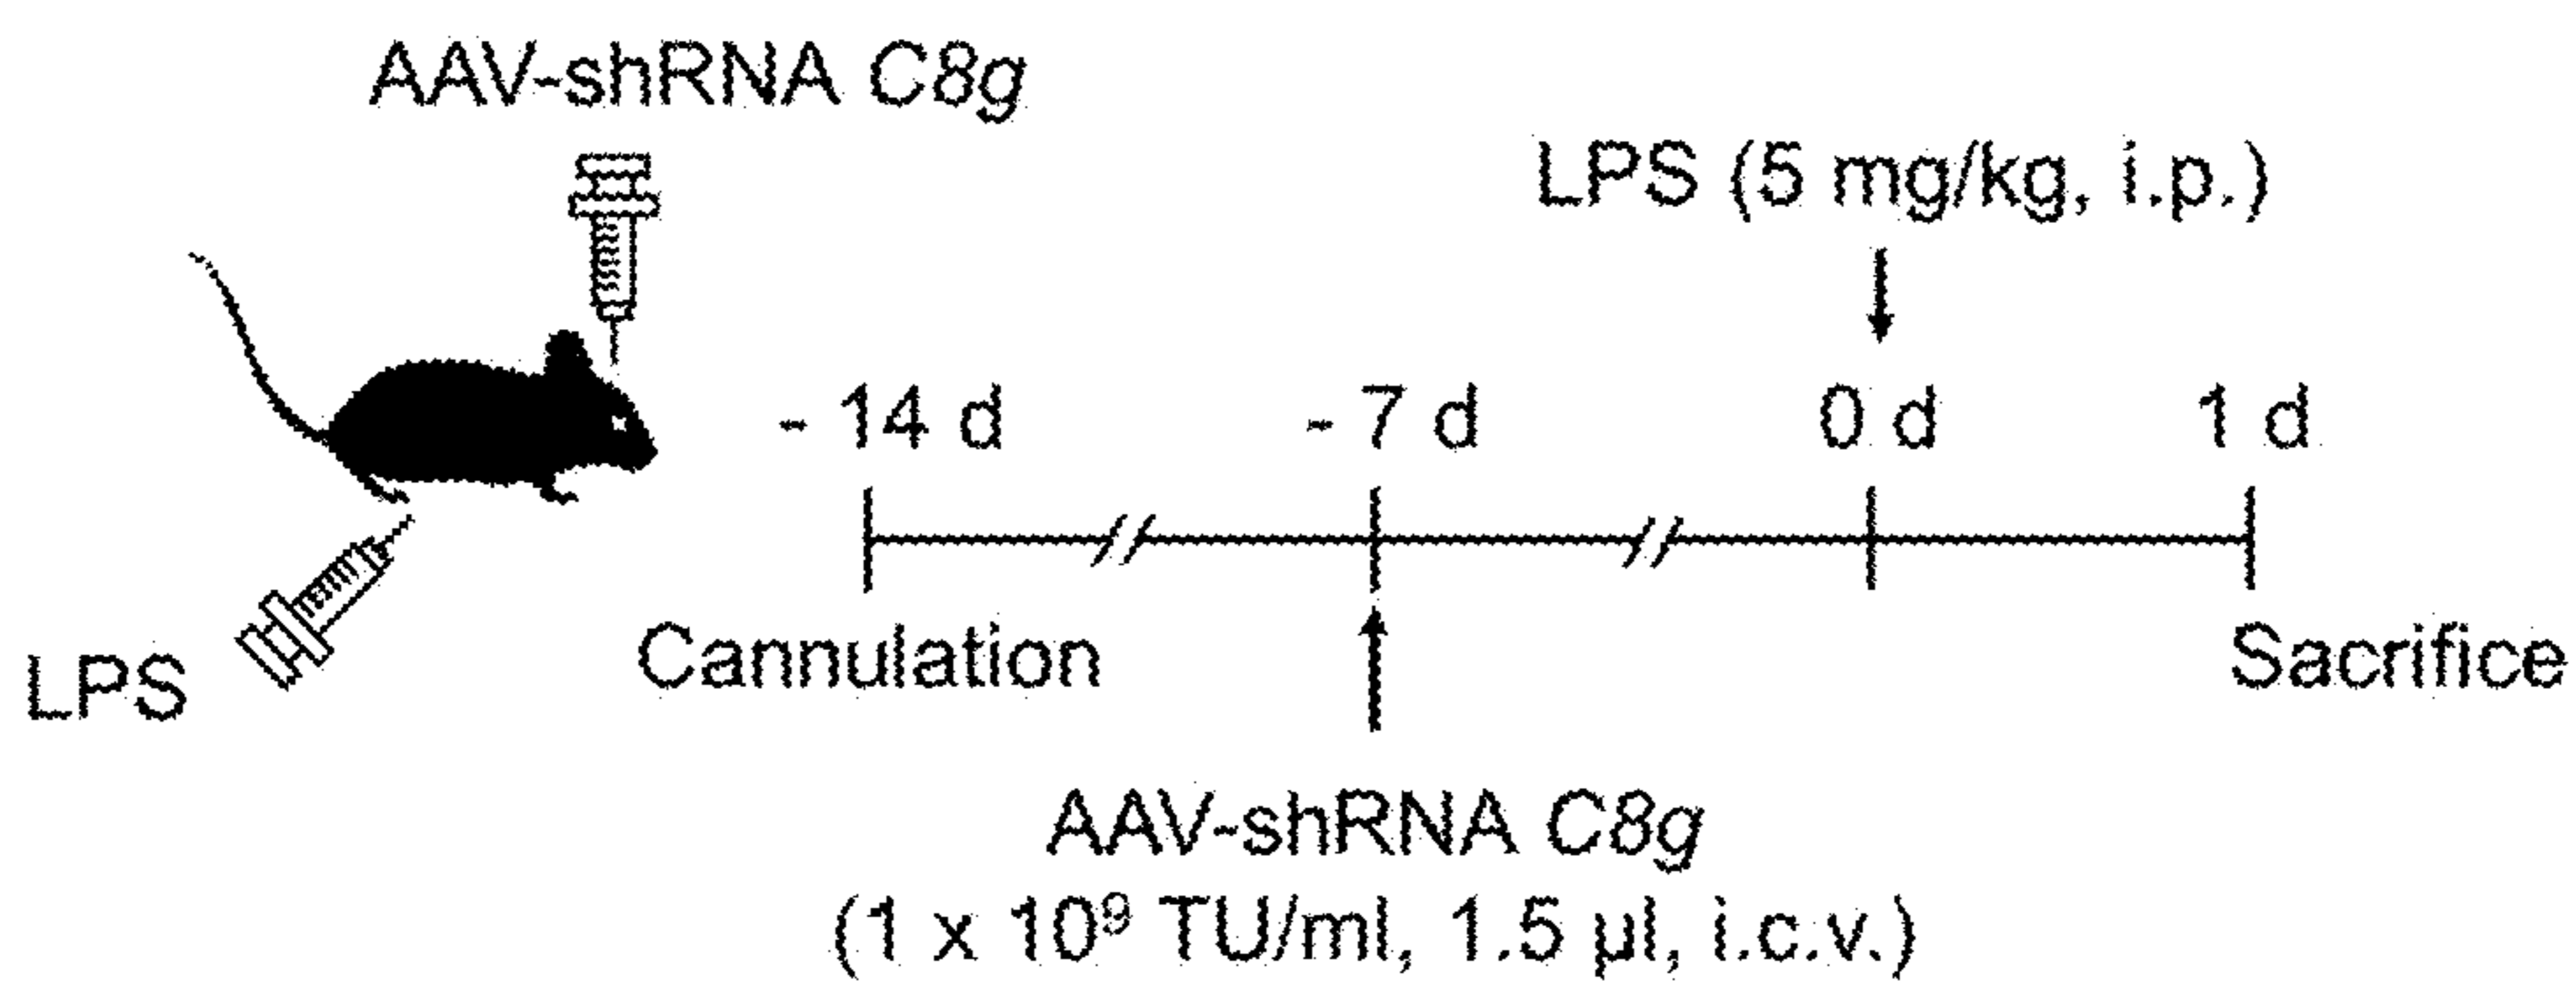 AAV-shRNA C8g
LPS (5 mg/kg, i.p.)
- 14 d
- 7 d
0 d
1 d
LPS
Cannulation
Sacrifice
AAV-shRNA C8g
(1 x 10⁹ TU/ml, 1.5 μl, i.c.v.)